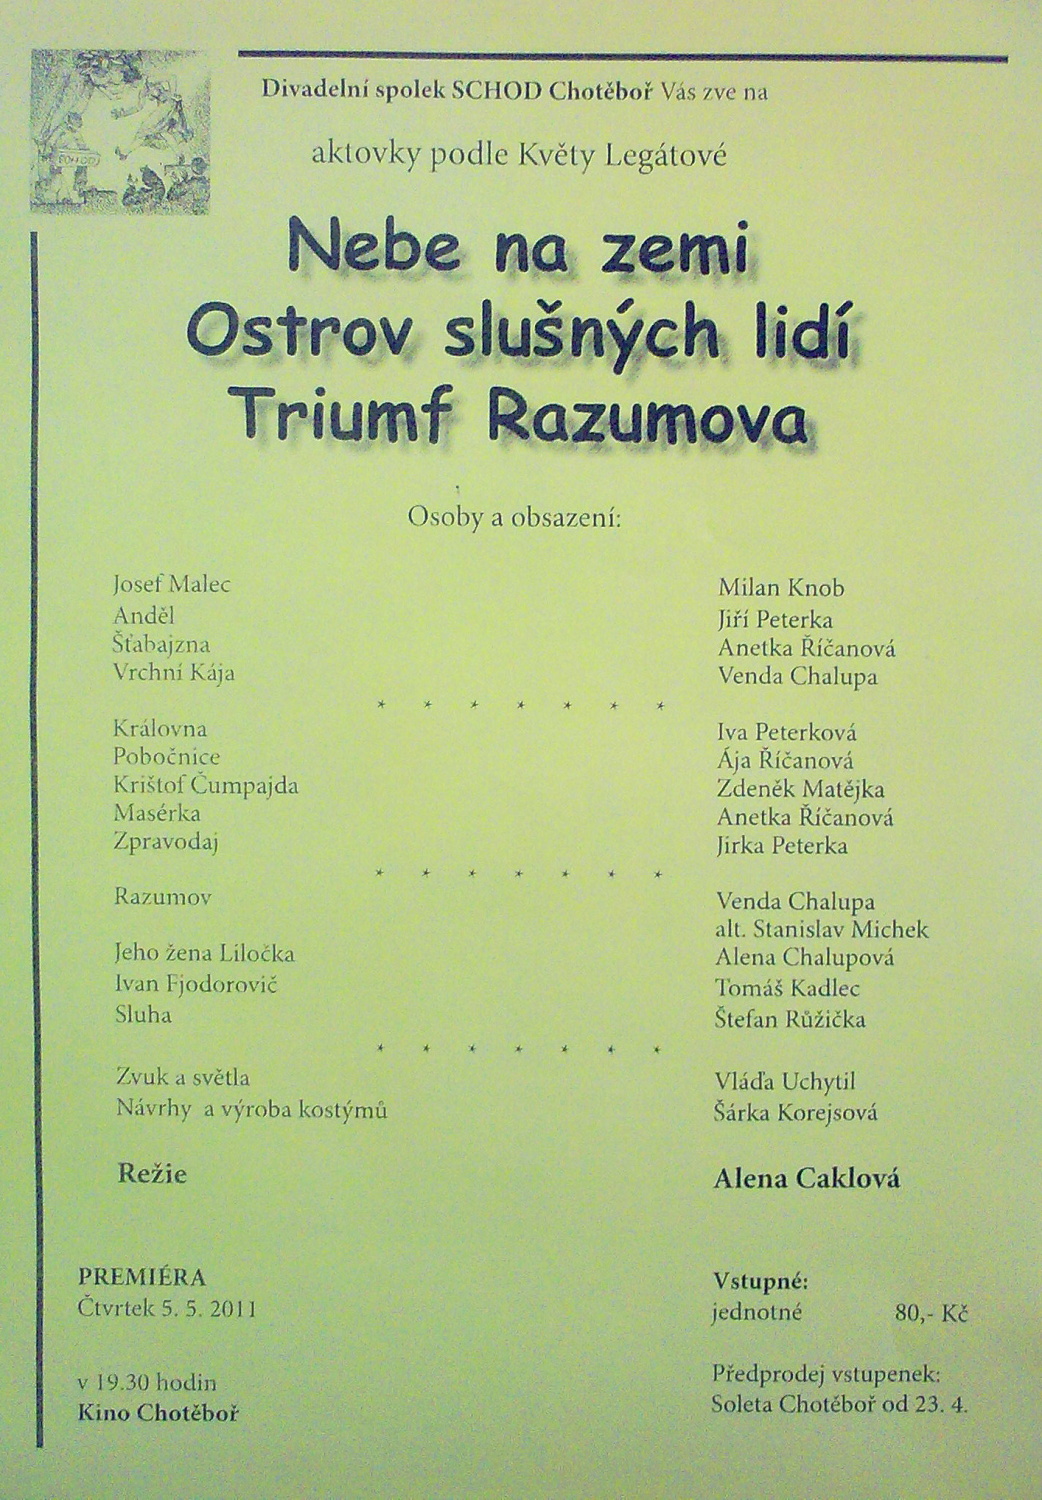 Divadelní spolek SCHOD Chotěboř Vás zve na
aktovky podle Květy Legátové
Nebe na zemi
Ostrov slušných lidí
Triumf Razumova
Osoby a obsazení:
Josef Malec Milan Knob
Anděl Jiří Peterka
Šťabajzna Anetka Říčanová
Vrchní Kája Venda Chalupa
* * * * * * *
Královna Iva Peterková
Pobočnice Ája Říčanová
Krištof Čumpajda Zdeněk Matějka
Masérka Anetka Říčanová
Zpravodaj Jirka Peterka
* * * * * * *
Razumov Venda Chalupa
alt. Stanislav Michek
Jeho žena Liločka Alena Chalupová
Ivan Fjodorovič Tomáš Kadlec
Sluha Štefan Růžička
* * * * * * *
Zvuk a světla Vláďa Uchytil
Návrhy a výroba kostýmů Šárka Korejsová
Režie Alena Caklová
PREMIÉRA
Čtvrtek 5. 5. 2011
v 19.30 hodin
Kino Chotěboř
Vstupné:
jednotné 80,- Kč
Předprodej vstupenek:
Soleta Chotěboř od 23. 4.